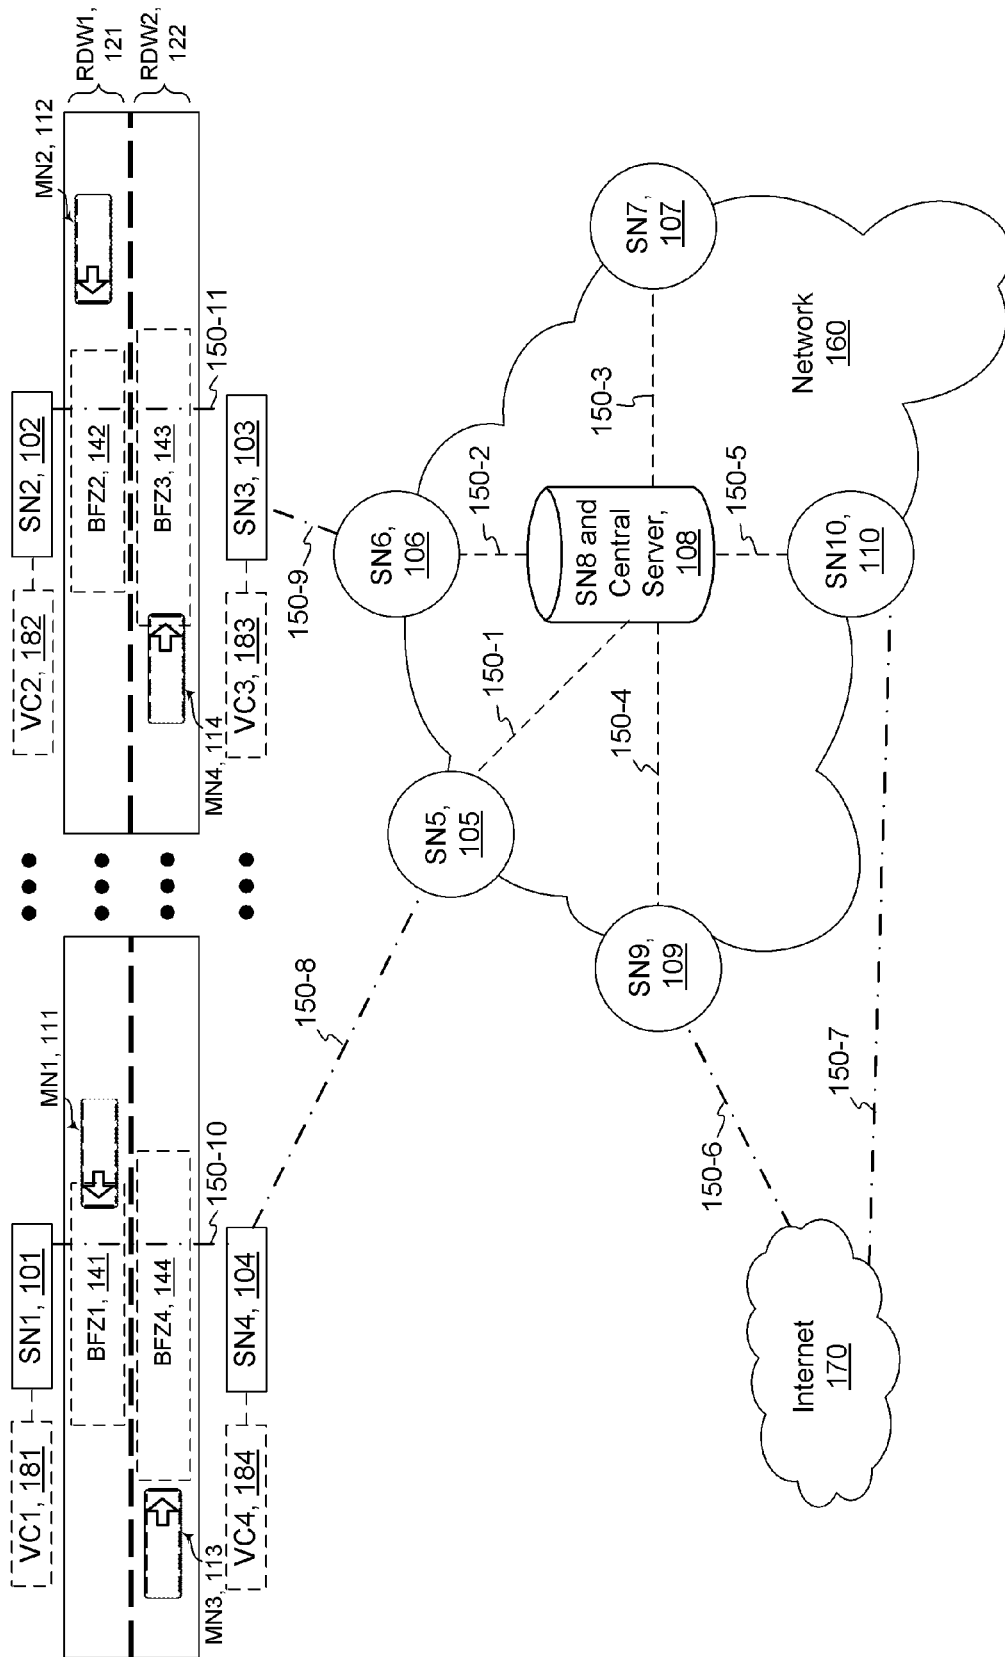 VC1, 181
SN1, 101
VC2, 182
SN2, 102
MN1, 111
MN2, 112
RDW1,
121
RDW2,
122
BFZ1, 141
BFZ2, 142
BFZ4, 144
BFZ3, 143
MN3, 113
MN4, 114
150-10
150-11
VC4, 184
SN4, 104
VC3, 183
SN3, 103
150-8
150-9
SN5,
105
SN6,
106
150-1
150-2
150-3
SN7,
107
SN9,
109
150-4
SN8 and
Central
Server,
108
150-5
SN10,
110
Network
160
150-6
150-7
Internet
170